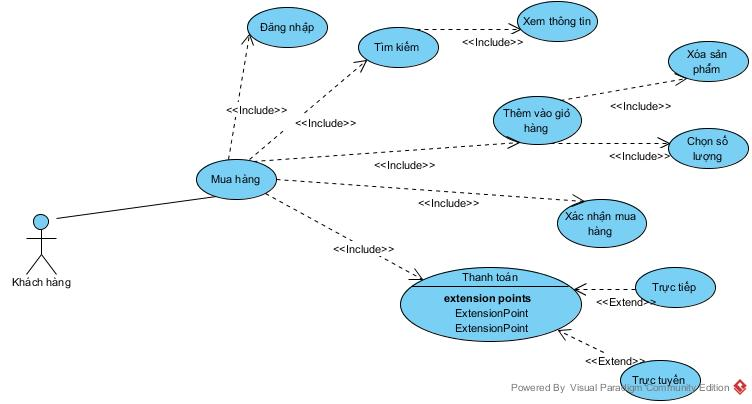 Đăng nhập
Tìm kiếm
Xem thông tin
<<Include>>
<<Include>>
<<Include>>
Xóa sản
phẩm
<<Include>>
Thêm vào giỏ
hàng
Chọn số
lượng
<<Include>>
<<Include>>
Mua hàng
<<Include>>
Xác nhận mua
hàng
<<Include>>
Khách hàng
Thanh toán
extension points
ExtensionPoint
ExtensionPoint
Trực tiếp
<<Extend>>
<<Extend>>
Trực tuyến
Powered By Visual Paradigm Community Edition